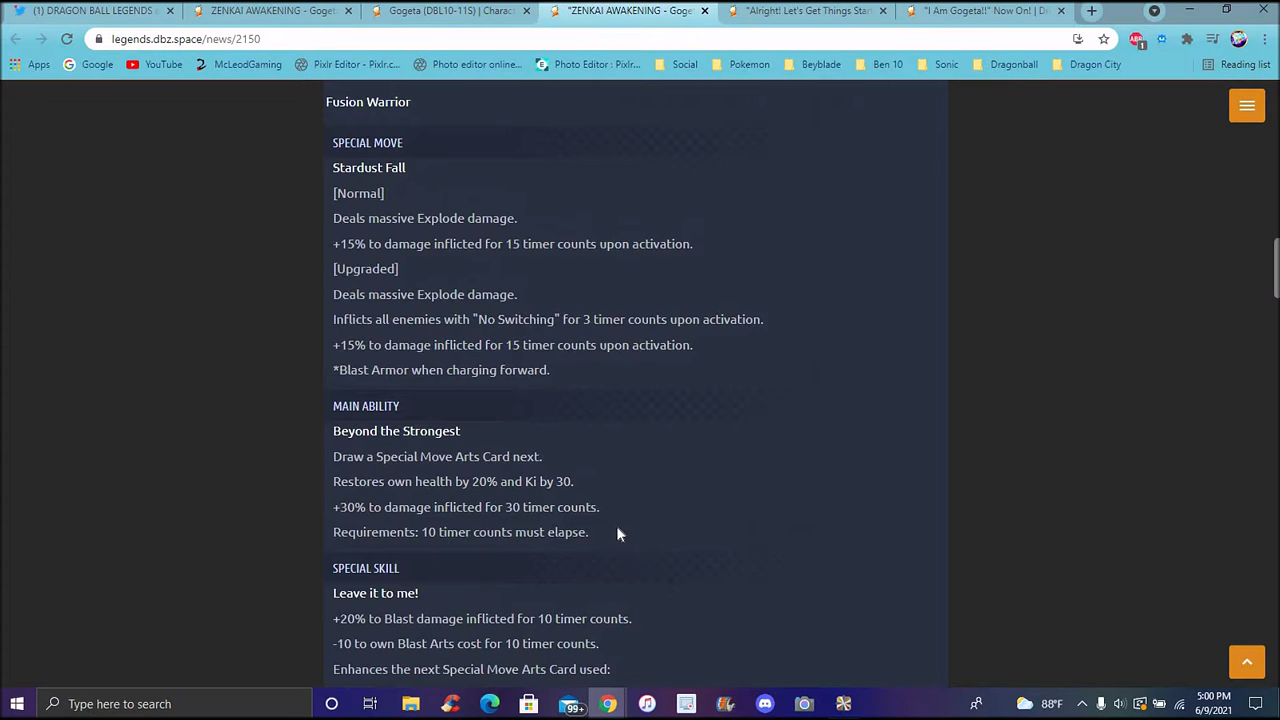 (1) DRAGON BALL LEGENDS
ZENKAI AWAKENING - Goget
Gogeta (DBL10-11S) | Charac
"ZENKAI AWAKENING - Goge
"Alright! Let's Get Things Star
"I Am Gogeta!!" Now On! | D
legends.dbz.space/news/2150
Apps
Google
YouTube
McLeodGaming
Pixlr Editor - Pixlr.c...
Photo editor online...
Photo Editor : Pixlr...
Social
Pokemon
Beyblade
Ben 10
Sonic
Dragonball
Dragon City
Reading list
Fusion Warrior
SPECIAL MOVE
Stardust Fall
[Normal]
Deals massive Explode damage.
+15% to damage inflicted for 15 timer counts upon activation.
[Upgraded]
Deals massive Explode damage.
Inflicts all enemies with "No Switching" for 3 timer counts upon activation.
+15% to damage inflicted for 15 timer counts upon activation.
*Blast Armor when charging forward.
MAIN ABILITY
Beyond the Strongest
Draw a Special Move Arts Card next.
Restores own health by 20% and Ki by 30.
+30% to damage inflicted for 30 timer counts.
Requirements: 10 timer counts must elapse.
SPECIAL SKILL
Leave it to me!
+20% to Blast damage inflicted for 10 timer counts.
-10 to own Blast Arts cost for 10 timer counts.
Enhances the next Special Move Arts Card used:
Type here to search
99+
88°F
5:00 PM
6/9/2021